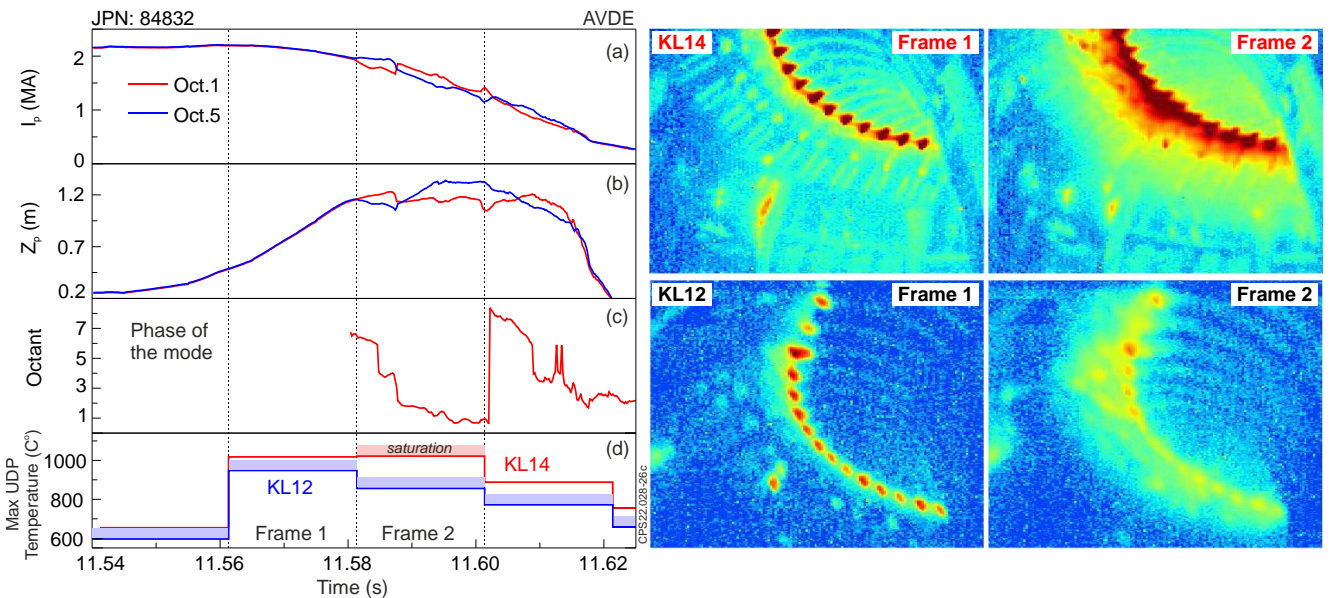 JPN: 84832
AVDE
(a)
2
1
0
Iₚ (MA)
Oct.1
Oct.5
(b)
1.2
0.7
0.2
Zₚ (m)
(c)
7
5
3
1
Octant
Phase of
the mode
(d)
1000
800
600
Max UDP
Temperature (C°)
saturation
KL14
KL12
Frame 1
Frame 2
11.54
11.56
11.58
11.60
11.62
Time (s)
CPS22.028-26c
KL14
Frame 1
Frame 2
KL12
Frame 1
Frame 2